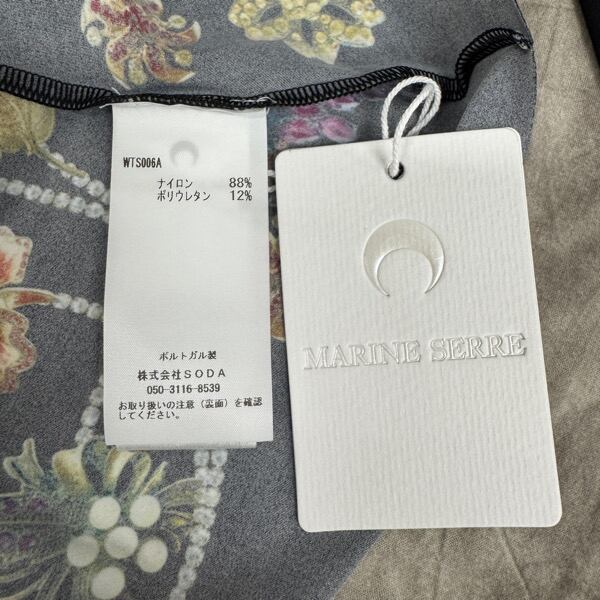 WTS006A
ナイロン 88%
ポリウレタン 12%
ポルトガル製
株式会社SODA
050-3116-8539
お取り扱いの注意（裏面）を確認
してください。
MARINE SERRE